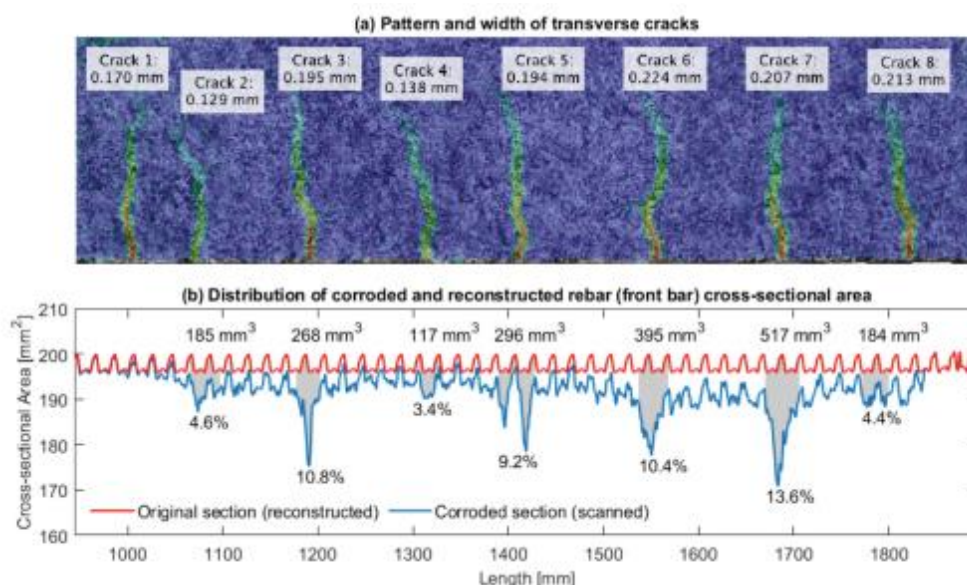 (a) Pattern and width of transverse cracks
Crack 1:
0.170 mm
Crack 2:
0.129 mm
Crack 3:
0.195 mm
Crack 4:
0.138 mm
Crack 5:
0.194 mm
Crack 6:
0.224 mm
Crack 7:
0.207 mm
Crack 8:
0.213 mm
(b) Distribution of corroded and reconstructed rebar (front bar) cross-sectional area
Cross-sectional Area [mm²]
210
200
190
180
170
160
185 mm³
268 mm³
117 mm³
296 mm³
395 mm³
517 mm³
184 mm³
4.6%
10.8%
3.4%
9.2%
10.4%
13.6%
4.4%
Original section (reconstructed)
Corroded section (scanned)
1000 1100 1200 1300 1400 1500 1600 1700 1800
Length [mm]